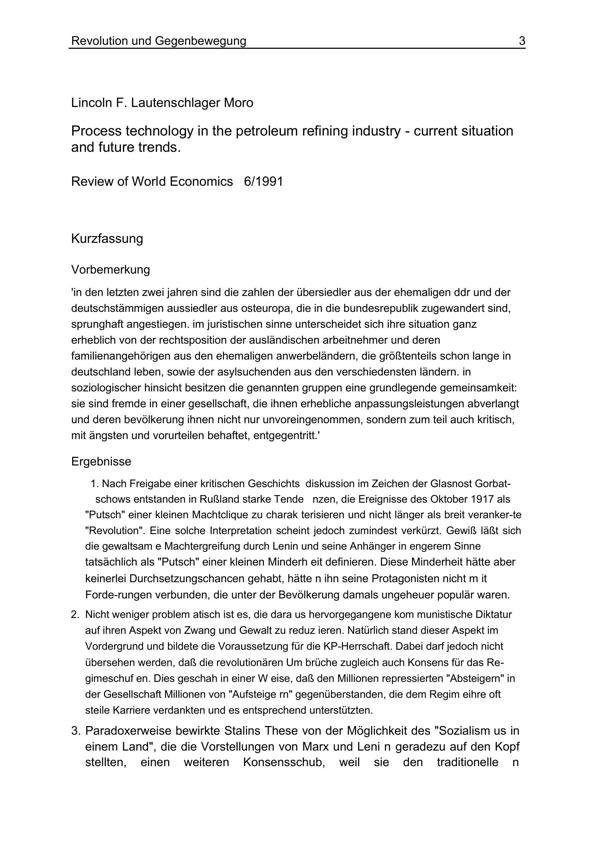 Revolution und Gegenbewegung 3
Lincoln F. Lautenschlager Moro
Process technology in the petroleum refining industry - current situation
and future trends.
Review of World Economics 6/1991
Kurzfassung
Vorbemerkung
'in den letzten zwei jahren sind die zahlen der übersiedler aus der ehemaligen ddr und der
deutschstämmigen aussiedler aus osteuropa, die in die bundesrepublik zugewandert sind,
sprunghaft angestiegen. im juristischen sinne unterscheidet sich ihre situation ganz
erheblich von der rechtsposition der ausländischen arbeitnehmer und deren
familienangehörigen aus den ehemaligen anwerbeländern, die größtenteils schon lange in
deutschland leben, sowie der asylsuchenden aus den verschiedensten ländern. in
soziologischer hinsicht besitzen die genannten gruppen eine grundlegende gemeinsamkeit:
sie sind fremde in einer gesellschaft, die ihnen erhebliche anpassungsleistungen abverlangt
und deren bevölkerung ihnen nicht nur unvoreingenommen, sondern zum teil auch kritisch,
mit ängsten und vorurteilen behaftet, entgegentritt.'
Ergebnisse
1. Nach Freigabe einer kritischen Geschichts diskussion im Zeichen der Glasnost Gorbat-
schows entstanden in Rußland starke Tende nzen, die Ereignisse des Oktober 1917 als
"Putsch" einer kleinen Machtclique zu charak terisieren und nicht länger als breit veranker-te
"Revolution". Eine solche Interpretation scheint jedoch zumindest verkürzt. Gewiß läßt sich
die gewaltsam e Machtergreifung durch Lenin und seine Anhänger in engerem Sinne
tatsächlich als "Putsch" einer kleinen Minderh eit definieren. Diese Minderheit hätte aber
keinerlei Durchsetzungschancen gehabt, hätte n ihn seine Protagonisten nicht m it
Forde-rungen verbunden, die unter der Bevölkerung damals ungeheuer populär waren.
2. Nicht weniger problem atisch ist es, die dara us hervorgegangene kom munistische Diktatur
auf ihren Aspekt von Zwang und Gewalt zu reduz ieren. Natürlich stand dieser Aspekt im
Vordergrund und bildete die Voraussetzung für die KP-Herrschaft. Dabei darf jedoch nicht
übersehen werden, daß die revolutionären Um brüche zugleich auch Konsens für das Re-
gimeschuf en. Dies geschah in einer W eise, daß den Millionen repressierten "Absteigern" in
der Gesellschaft Millionen von "Aufsteige rn" gegenüberstanden, die dem Regim eihre oft
steile Karriere verdankten und es entsprechend unterstützten.
3. Paradoxerweise bewirkte Stalins These von der Möglichkeit des "Sozialism us in
einem Land", die die Vorstellungen von Marx und Leni n geradezu auf den Kopf
stellten, einen weiteren Konsensschub, weil sie den traditionelle n